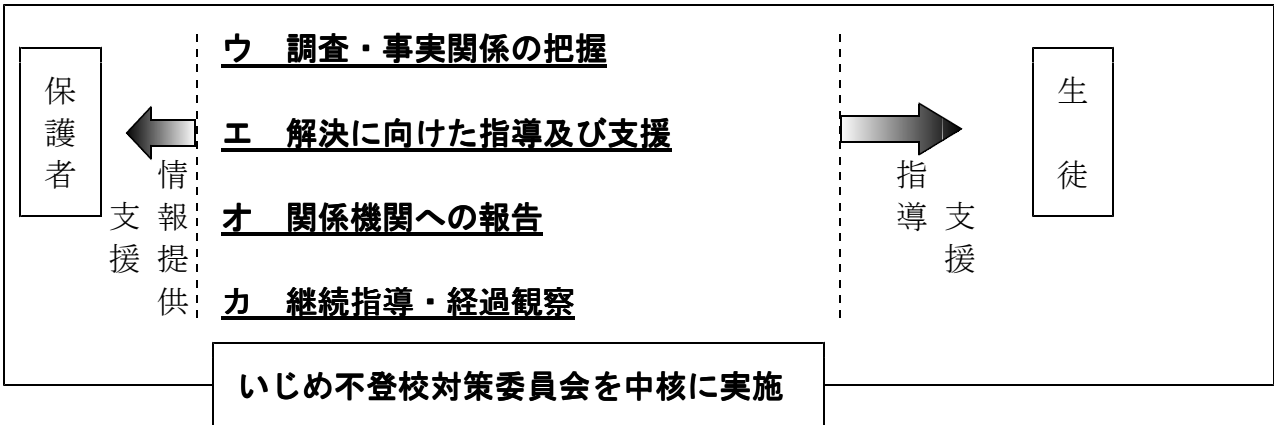 保護者
情報提供
支援
ウ　調査・事実関係の把握
エ　解決に向けた指導及び支援
オ　関係機関への報告
カ　継続指導・経過観察
指導
支援
生徒
いじめ不登校対策委員会を中核に実施